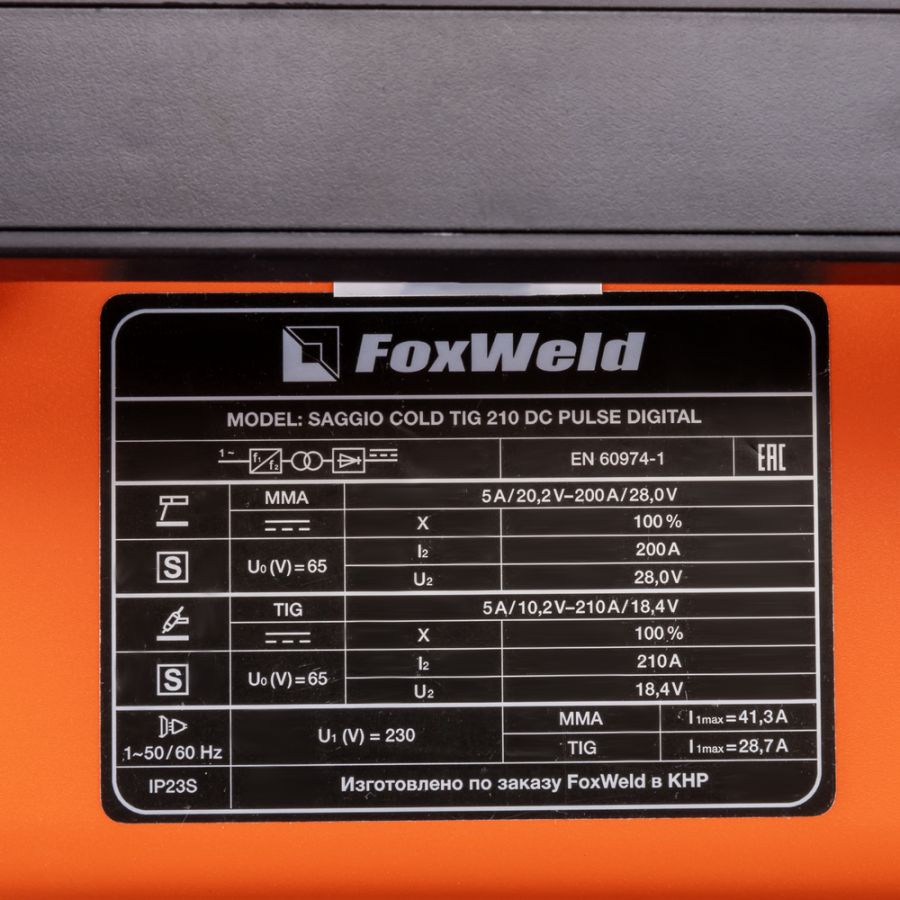 FoxWeld
MODEL: SAGGIO COLD TIG 210 DC PULSE DIGITAL
1~ f₁ f₂ EN 60974-1 EAC
MMA 5A/20,2V–200A/28,0V
X 100%
S U₀(V)=65 I₂ 200A
U₂ 28,0V
TIG 5A/10,2V–210A/18,4V
X 100%
S U₀(V)=65 I₂ 210A
U₂ 18,4V
1~50/60 Hz U₁ (V) = 230 MMA I₁max=41,3A
TIG I₁max=28,7A
IP23S Изготовлено по заказу FoxWeld в КНР